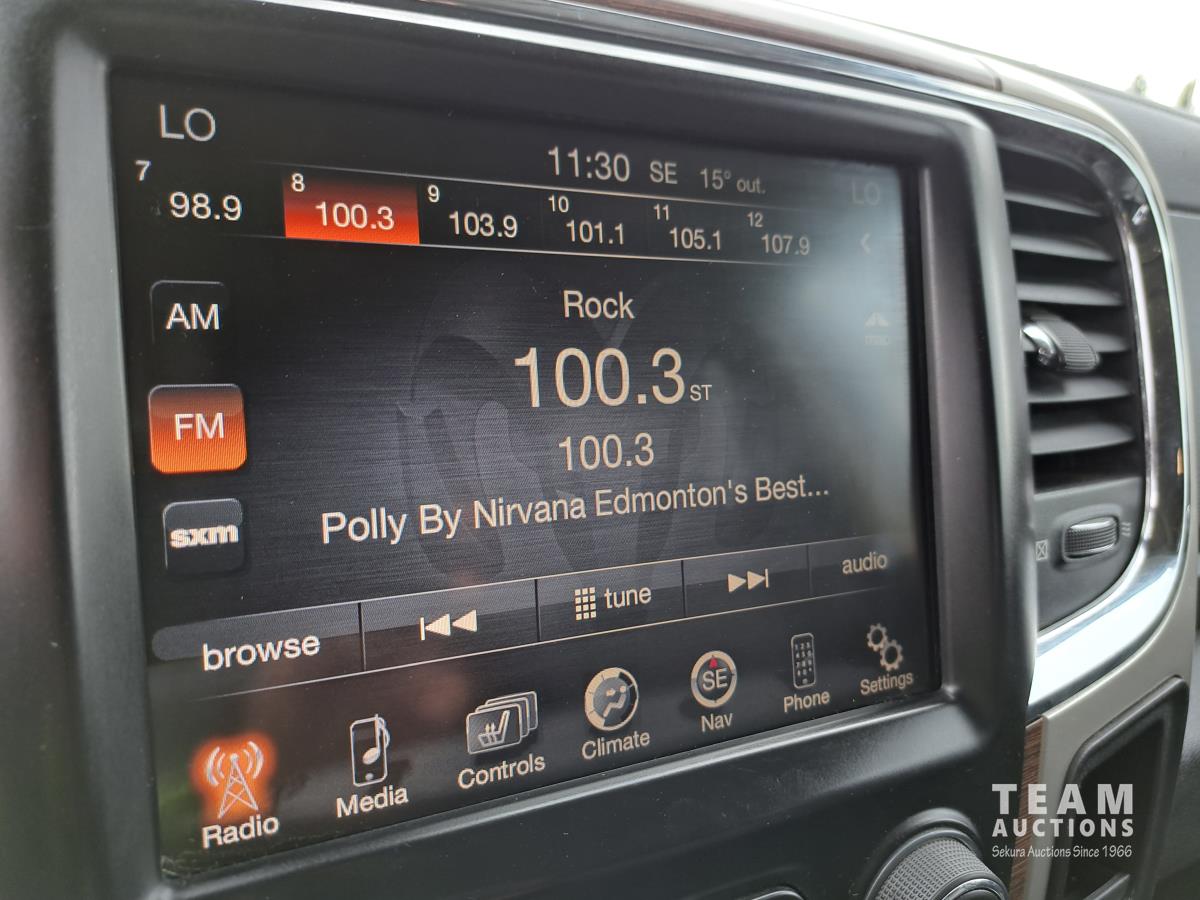 LO
11:30 SE 15° out.
LO
7 98.9 8 100.3 9 103.9 10 101.1 11 105.1 12 107.9
AM
FM
sxm
Rock
100.3 ST
100.3
Polly By Nirvana Edmonton's Best...
map
browse tune audio
Radio Media Controls Climate Nav Phone Settings
SE
TEAM
AUCTIONS
Sekura Auctions Since 1966